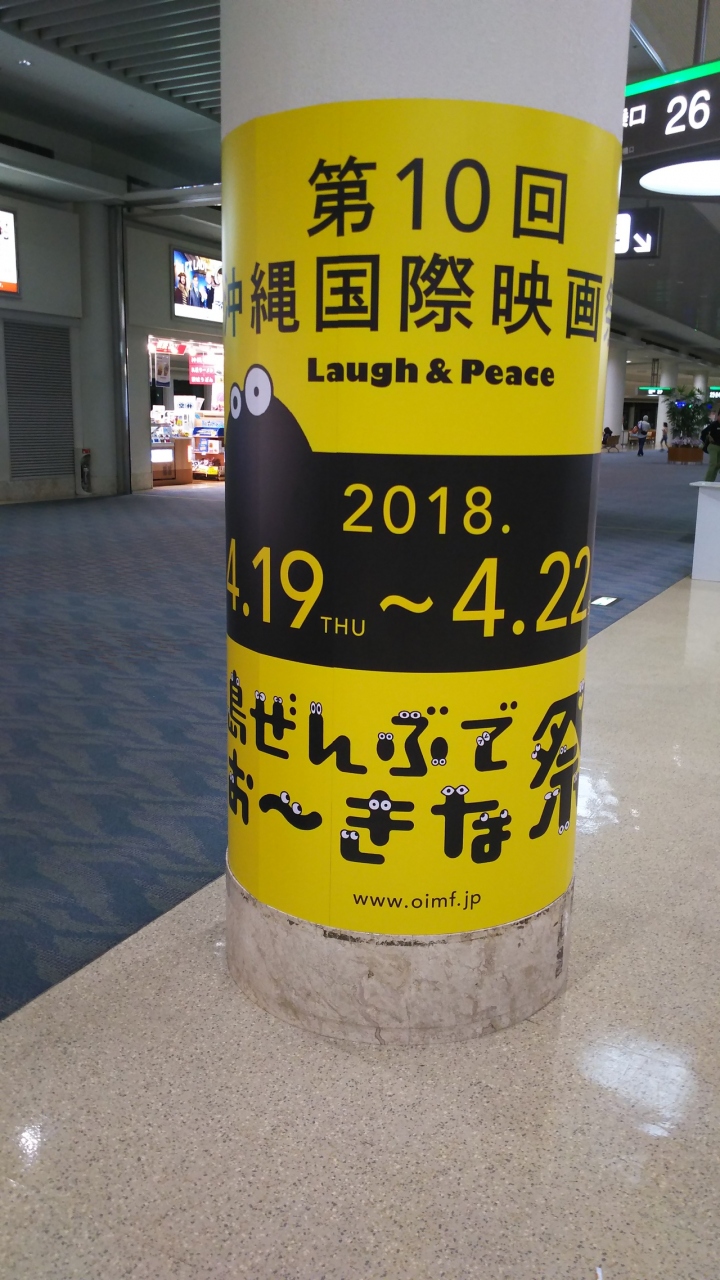 第10回
沖縄国際映画祭
Laugh & Peace
2018.
4.19 THU ~ 4.22
島ぜんぶで
お~きな祭
www.oimf.jp
26